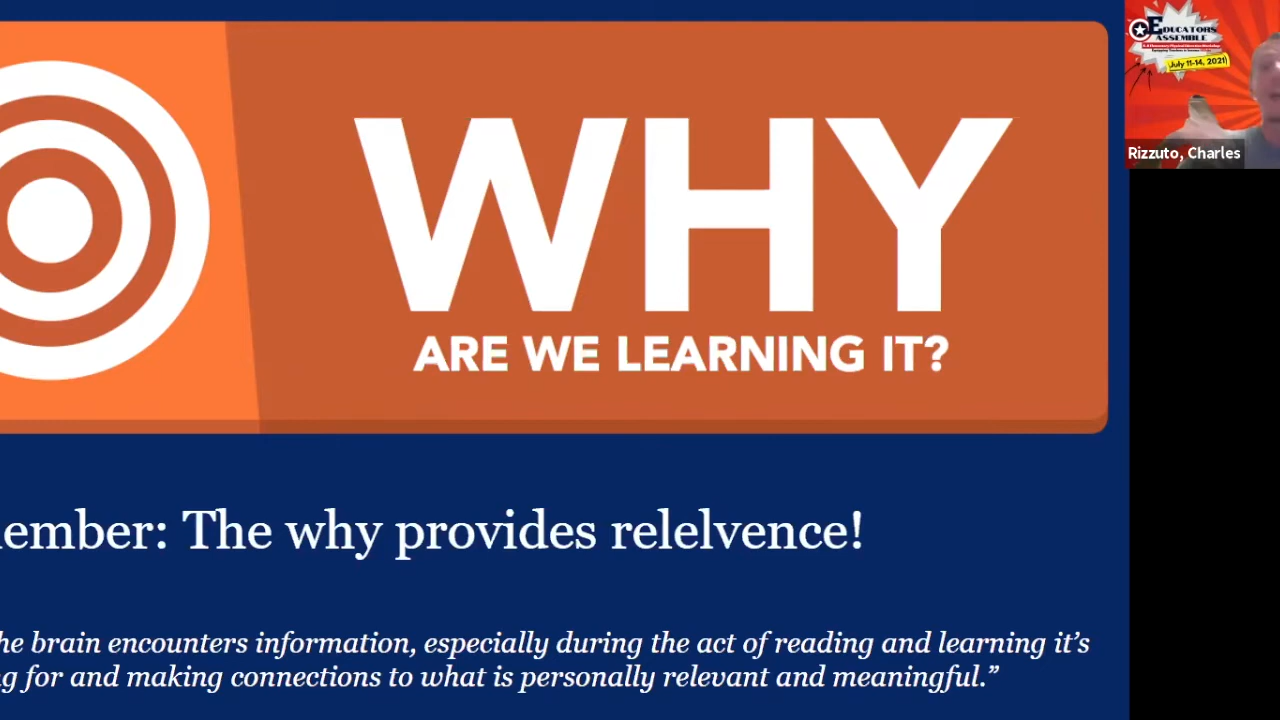 WHY
ARE WE LEARNING IT?
ember: The why provides relelvence!
he brain encounters information, especially during the act of reading and learning it's
g for and making connections to what is personally relevant and meaningful.”
EDUCATORS
ASSEMBLE
July 11-14, 2021
Rizzuto, Charles